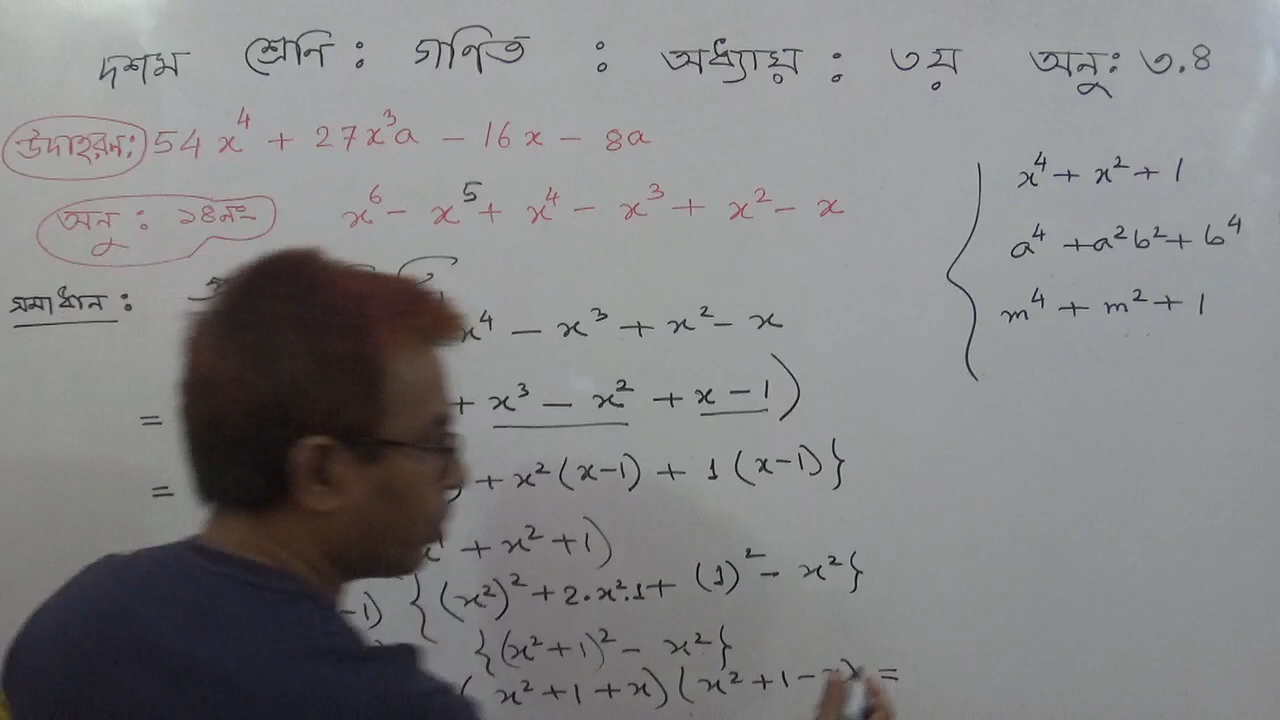 দশম শ্রেনি : গণিত : অধ্যায় : ৩য় অনু: ৩.৪
উদাহরন: 54x⁴ + 27x³a - 16x - 8a
অনু : ১৪নং x⁶ - x⁵ + x⁴ - x³ + x² - x
সমাধান :
x⁴ - x³ + x² - x
= + x³ - x² + x - 1)
= + x²(x-1) + 1(x-1)}
+ x² + 1)
-1) {(x²)² + 2.x².1 + (1)² - x²}
{(x²+1)² - x²}
(x²+1+x)(x²+1- =
x⁴ + x² + 1
a⁴ + a²b² + b⁴
m⁴ + m² + 1